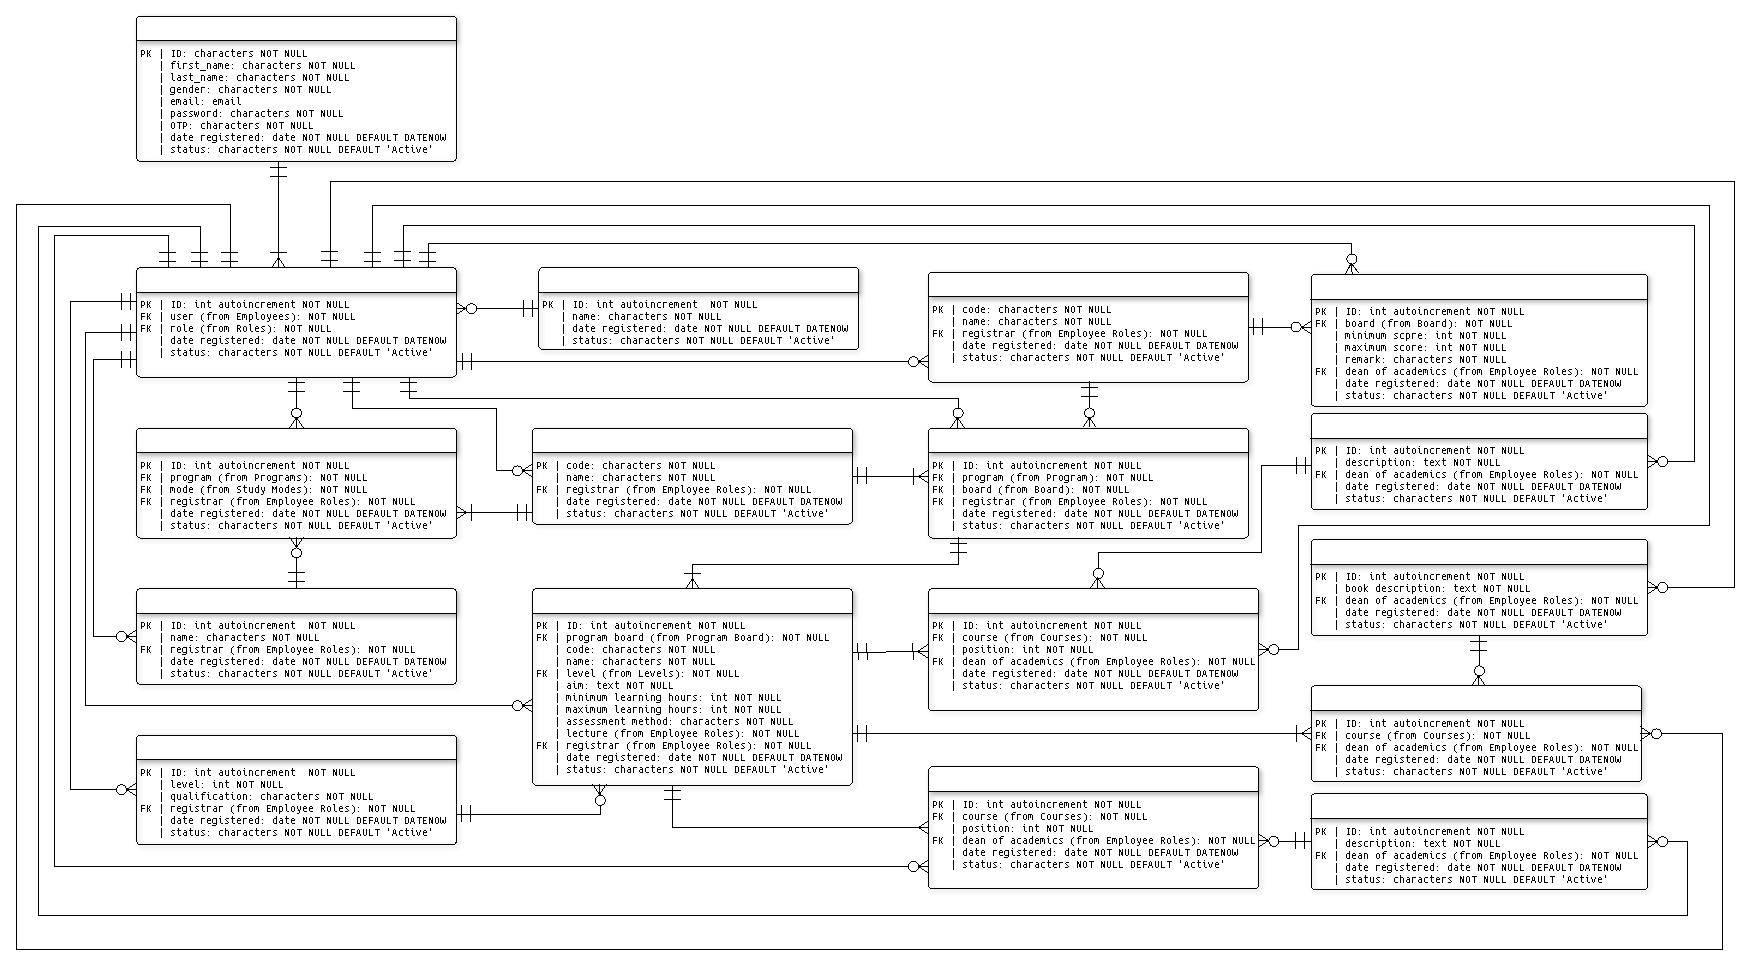 PK | ID: characters NOT NULL
| first_name: characters NOT NULL
| last_name: characters NOT NULL
| gender: characters NOT NULL
| email: email
| password: characters NOT NULL
| OTP: characters NOT NULL
| date registered: date NOT NULL DEFAULT DATENOW
| status: characters NOT NULL DEFAULT 'Active'
PK | ID: int autoincrement NOT NULL
FK | user (from Employees): NOT NULL
FK | role (from Roles): NOT NULL
| date registered: date NOT NULL DEFAULT DATENOW
| status: characters NOT NULL DEFAULT 'Active'
PK | ID: int autoincrement  NOT NULL
| name: characters NOT NULL
| date registered: date NOT NULL DEFAULT DATENOW
| status: characters NOT NULL DEFAULT 'Active'
PK | code: characters NOT NULL
| name: characters NOT NULL
FK | registrar (from Employee Roles): NOT NULL
| date registered: date NOT NULL DEFAULT DATENOW
| status: characters NOT NULL DEFAULT 'Active'
PK | ID: int autoincrement NOT NULL
FK | board (from Board): NOT NULL
| minimum scpre: int NOT NULL
| maximum score: int NOT NULL
| remark: characters NOT NULL
FK | dean of academics (from Employee Roles): NOT NULL
| date registered: date NOT NULL DEFAULT DATENOW
| status: characters NOT NULL DEFAULT 'Active'
PK | ID: int autoincrement NOT NULL
FK | program (from Programs): NOT NULL
FK | mode (from Study Modes): NOT NULL
FK | registrar (from Employee Roles): NOT NULL
| date registered: date NOT NULL DEFAULT DATENOW
| status: characters NOT NULL DEFAULT 'Active'
PK | code: characters NOT NULL
| name: characters NOT NULL
FK | registrar (from Employee Roles): NOT NULL
| date registered: date NOT NULL DEFAULT DATENOW
| status: characters NOT NULL DEFAULT 'Active'
PK | ID: int autoincrement NOT NULL
FK | program (from Program): NOT NULL
FK | board (from Board): NOT NULL
FK | registrar (from Employee Roles): NOT NULL
| date registered: date NOT NULL DEFAULT DATENOW
| status: characters NOT NULL DEFAULT 'Active'
PK | ID: int autoincrement NOT NULL
| description: text NOT NULL
FK | dean of academics (from Employee Roles): NOT NULL
| date registered: date NOT NULL DEFAULT DATENOW
| status: characters NOT NULL DEFAULT 'Active'
PK | ID: int autoincrement NOT NULL
| book description: text NOT NULL
FK | dean of academics (from Employee Roles): NOT NULL
| date registered: date NOT NULL DEFAULT DATENOW
| status: characters NOT NULL DEFAULT 'Active'
PK | ID: int autoincrement  NOT NULL
| name: characters NOT NULL
FK | registrar (from Employee Roles): NOT NULL
| date registered: date NOT NULL DEFAULT DATENOW
| status: characters NOT NULL DEFAULT 'Active'
PK | ID: int autoincrement NOT NULL
FK | program board (from Program Board): NOT NULL
| code: characters NOT NULL
| name: characters NOT NULL
FK | level (from Levels): NOT NULL
| aim: text NOT NULL
| minimum learning hours: int NOT NULL
| maximum learning hours: int NOT NULL
| assessment method: characters NOT NULL
| lecture (from Employee Roles): NOT NULL
FK | registrar (from Employee Roles): NOT NULL
| date registered: date NOT NULL DEFAULT DATENOW
| status: characters NOT NULL DEFAULT 'Active'
PK | ID: int autoincrement NOT NULL
FK | course (from Courses): NOT NULL
| position: int NOT NULL
FK | dean of academics (from Employee Roles): NOT NULL
| date registered: date NOT NULL DEFAULT DATENOW
| status: characters NOT NULL DEFAULT 'Active'
PK | ID: int autoincrement NOT NULL
FK | course (from Courses): NOT NULL
FK | dean of academics (from Employee Roles): NOT NULL
| date registered: date NOT NULL DEFAULT DATENOW
| status: characters NOT NULL DEFAULT 'Active'
PK | ID: int autoincrement  NOT NULL
| level: int NOT NULL
| qualification: characters NOT NULL
FK | registrar (from Employee Roles): NOT NULL
| date registered: date NOT NULL DEFAULT DATENOW
| status: characters NOT NULL DEFAULT 'Active'
PK | ID: int autoincrement NOT NULL
FK | course (from Courses): NOT NULL
| position: int NOT NULL
FK | dean of academics (from Employee Roles): NOT NULL
| date registered: date NOT NULL DEFAULT DATENOW
| status: characters NOT NULL DEFAULT 'Active'
PK | ID: int autoincrement NOT NULL
| description: text NOT NULL
FK | dean of academics (from Employee Roles): NOT NULL
| date registered: date NOT NULL DEFAULT DATENOW
| status: characters NOT NULL DEFAULT 'Active'